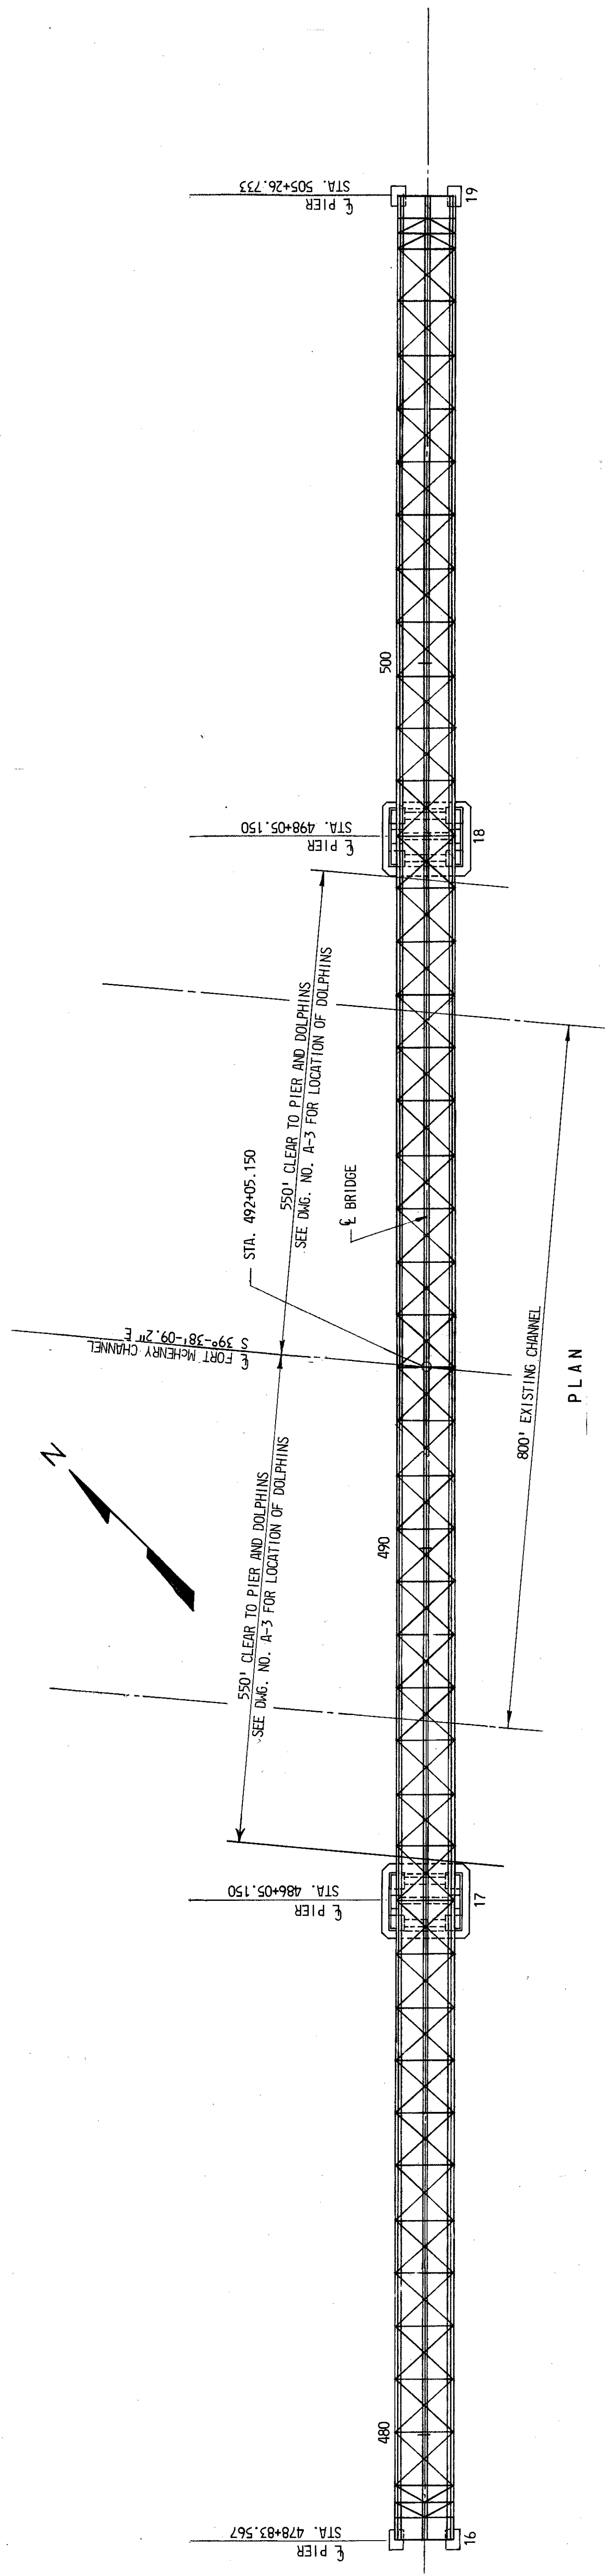 ℄ PIER
STA. 505+26.733
19
500
℄ PIER
STA. 498+05.150
18
550' CLEAR TO PIER AND DOLPHINS
SEE DWG. NO. A-3 FOR LOCATION OF DOLPHINS
STA. 492+05.150
℄ BRIDGE
℄ FORT McHENRY CHANNEL
S 39°-38'-09.2" E
N
800' EXISTING CHANNEL
PLAN
490
550' CLEAR TO PIER AND DOLPHINS
SEE DWG. NO. A-3 FOR LOCATION OF DOLPHINS
℄ PIER
STA. 486+05.150
17
480
℄ PIER
STA. 478+83.567
16